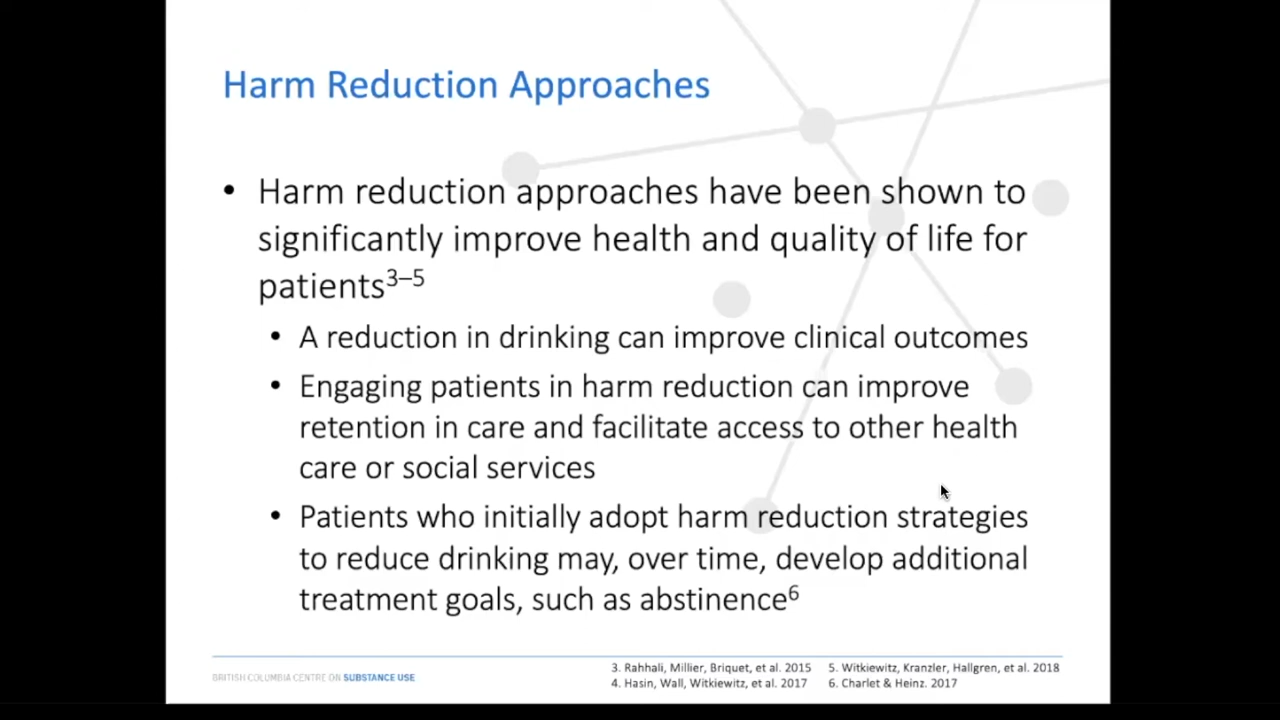 Harm Reduction Approaches
• Harm reduction approaches have been shown to
significantly improve health and quality of life for
patients³⁻⁵
• A reduction in drinking can improve clinical outcomes
• Engaging patients in harm reduction can improve
retention in care and facilitate access to other health
care or social services
• Patients who initially adopt harm reduction strategies
to reduce drinking may, over time, develop additional
treatment goals, such as abstinence⁶
BRITISH COLUMBIA CENTRE ON SUBSTANCE USE
3. Rahhali, Millier, Briquet, et al. 2015
4. Hasin, Wall, Witkiewitz, et al. 2017
5. Witkiewitz, Kranzler, Hallgren, et al. 2018
6. Charlet & Heinz. 2017